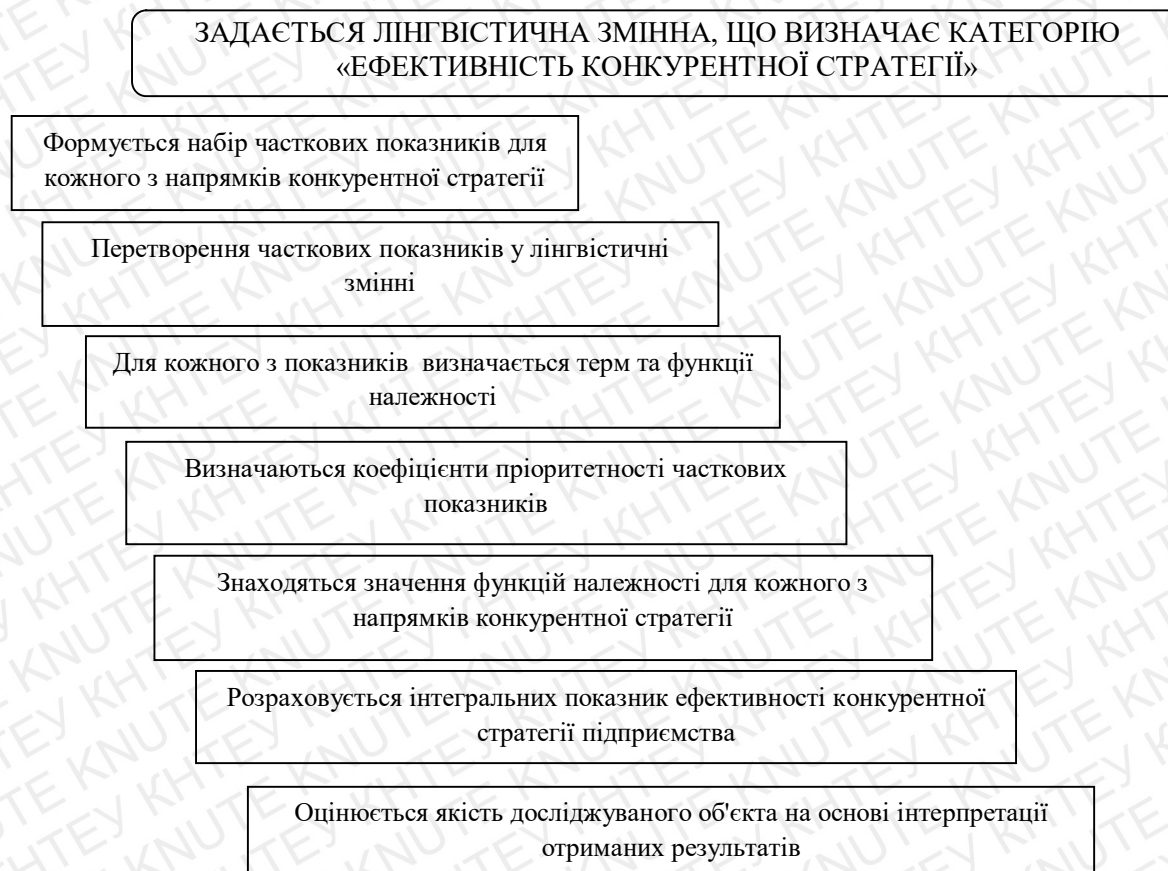 ЗАДАЄТЬСЯ ЛІНГВІСТИЧНА ЗМІННА, ЩО ВИЗНАЧАЄ КАТЕГОРІЮ
«ЕФЕКТИВНІСТЬ КОНКУРЕНТНОЇ СТРАТЕГІЇ»
Формується набір часткових показників для
кожного з напрямків конкурентної стратегії
Перетворення часткових показників у лінгвістичні
змінні
Для кожного з показників визначається терм та функції
належності
Визначаються коефіцієнти пріоритетності часткових
показників
Знаходяться значення функцій належності для кожного з
напрямків конкурентної стратегії
Розраховується інтегральних показник ефективності конкурентної
стратегії підприємства
Оцінюється якість досліджуваного об'єкта на основі інтерпретації
отриманих результатів